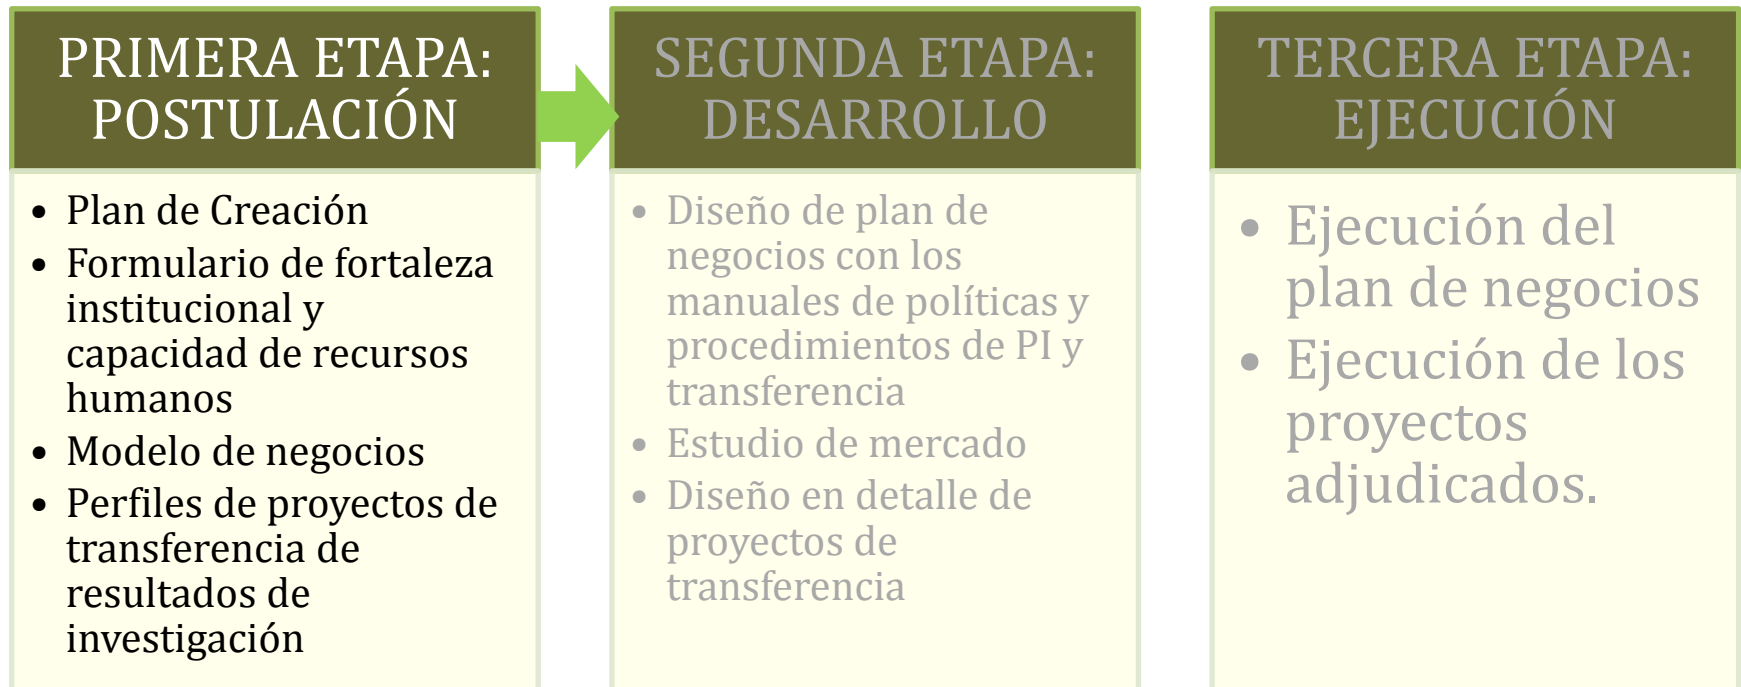 PRIMERA ETAPA:
POSTULACIÓN
• Plan de Creación
• Formulario de fortaleza
institucional y
capacidad de recursos
humanos
• Modelo de negocios
• Perfiles de proyectos de
transferencia de
resultados de
investigación
SEGUNDA ETAPA:
DESARROLLO
• Diseño de plan de
negocios con los
manuales de políticas y
procedimientos de PI y
transferencia
• Estudio de mercado
• Diseño en detalle de
proyectos de
transferencia
TERCERA ETAPA:
EJECUCIÓN
• Ejecución del
plan de negocios
• Ejecución de los
proyectos
adjudicados.